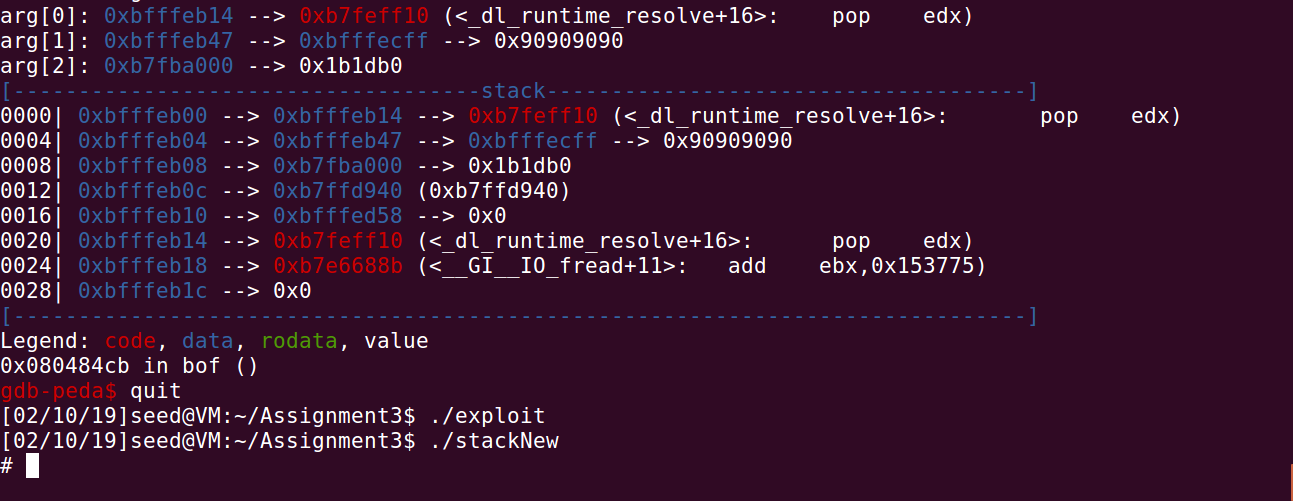 arg[0]: 0xbfffeb14 --> 0xb7feff10 (<_dl_runtime_resolve+16>:    pop    edx)
arg[1]: 0xbfffeb47 --> 0xbfffecff --> 0x90909090
arg[2]: 0xb7fba000 --> 0x1b1db0
[------------------------------------stack-------------------------------------]
0000| 0xbfffeb00 --> 0xbfffeb14 --> 0xb7feff10 (<_dl_runtime_resolve+16>:       pop    edx)
0004| 0xbfffeb04 --> 0xbfffeb47 --> 0xbfffecff --> 0x90909090
0008| 0xbfffeb08 --> 0xb7fba000 --> 0x1b1db0
0012| 0xbfffeb0c --> 0xb7ffd940 (0xb7ffd940)
0016| 0xbfffeb10 --> 0xbfffed58 --> 0x0
0020| 0xbfffeb14 --> 0xb7feff10 (<_dl_runtime_resolve+16>:      pop    edx)
0024| 0xbfffeb18 --> 0xb7e6688b (<__GI__IO_fread+11>:   add    ebx,0x153775)
0028| 0xbfffeb1c --> 0x0
[------------------------------------------------------------------------------]
Legend: code, data, rodata, value
0x080484cb in bof ()
gdb-peda$ quit
[02/10/19]seed@VM:~/Assignment3$ ./exploit
[02/10/19]seed@VM:~/Assignment3$ ./stackNew
#